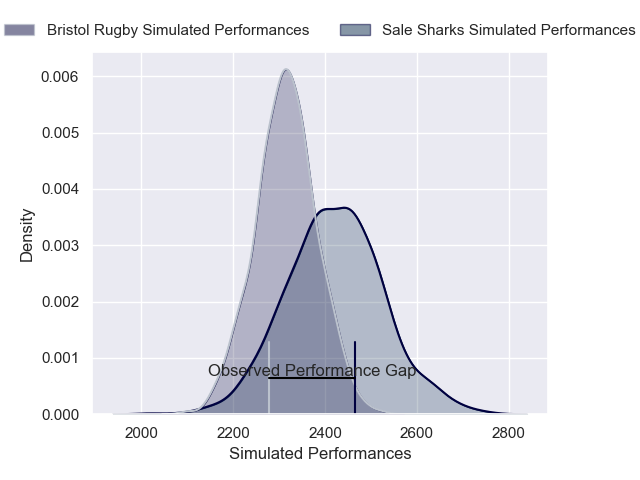 Bristol Rugby Simulated Performances
Sale Sharks Simulated Performances
0.006
0.005
0.004
0.003
0.002
0.001
0.000
Density
Observed Performance Gap
2000 2200 2400 2600 2800
Simulated Performances